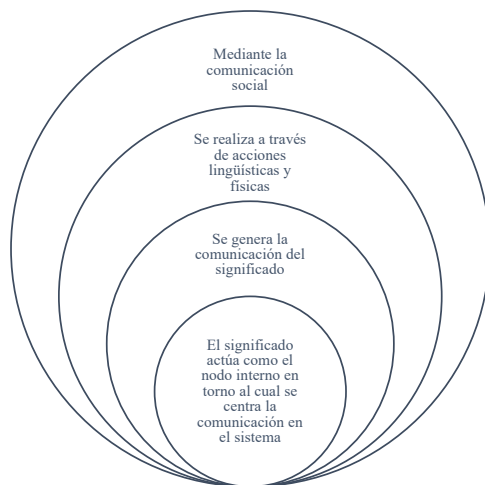 Mediante la
comunicación
social
Se realiza a través
de acciones
lingüísticas y
físicas
Se genera la
comunicación del
significado
El significado
actúa como el
nodo interno en
torno al cual se
centra la
comunicación en
el sistema